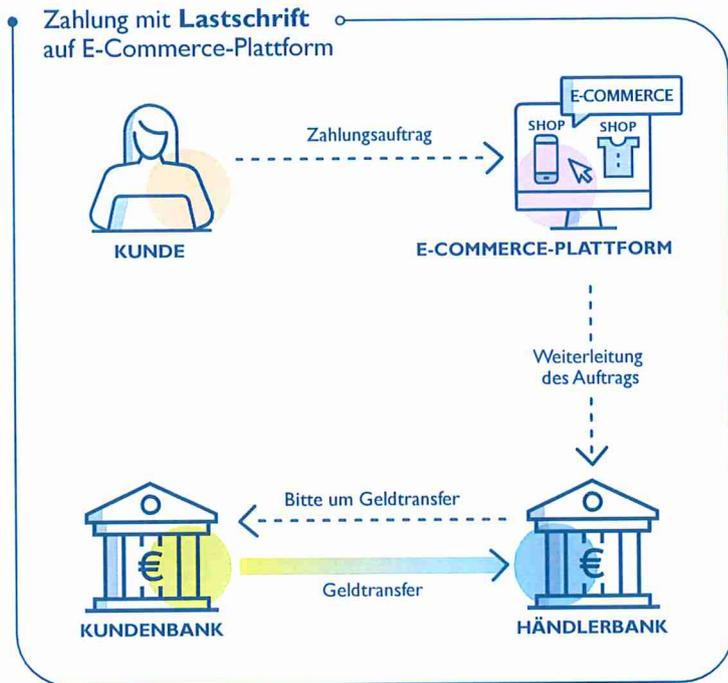 Zahlung mit Lastschrift
auf E-Commerce-Plattform
E-COMMERCE
SHOP
SHOP
Zahlungsauftrag
KUNDE
E-COMMERCE-PLATTFORM
Weiterleitung
des Auftrags
Bitte um Geldtransfer
€
€
Geldtransfer
KUNDENBANK
HÄNDLERBANK